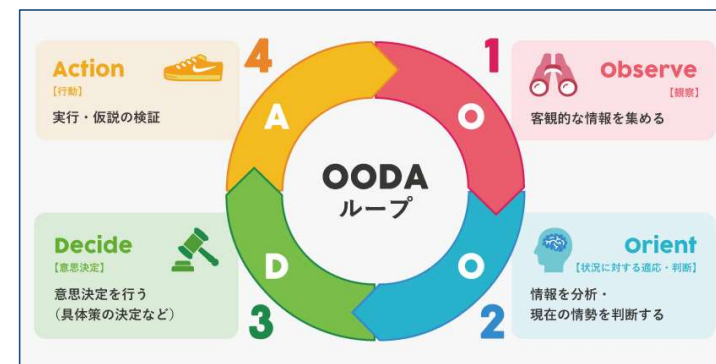 4
Action
【行動】
実行・仮説の検証
1
Observe
【観察】
客観的な情報を集める
A
O
OODA
ループ
D
O
Decide
【意思決定】
意思決定を行う
（具体策の決定など）
3
Orient
【状況に対する適応・判断】
情報を分析・
現在の情勢を判断する
2